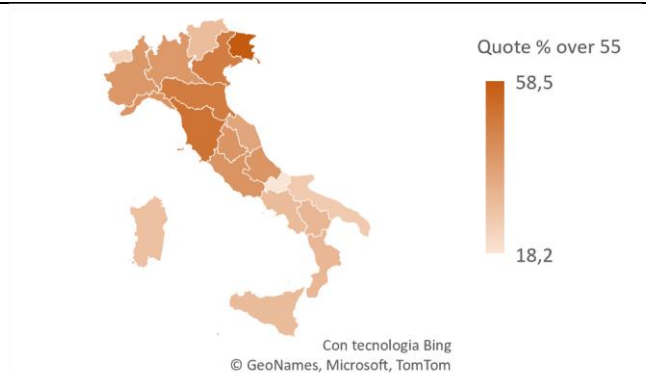 Quote % over 55
58,5
18,2
Con tecnologia Bing
© GeoNames, Microsoft, TomTom